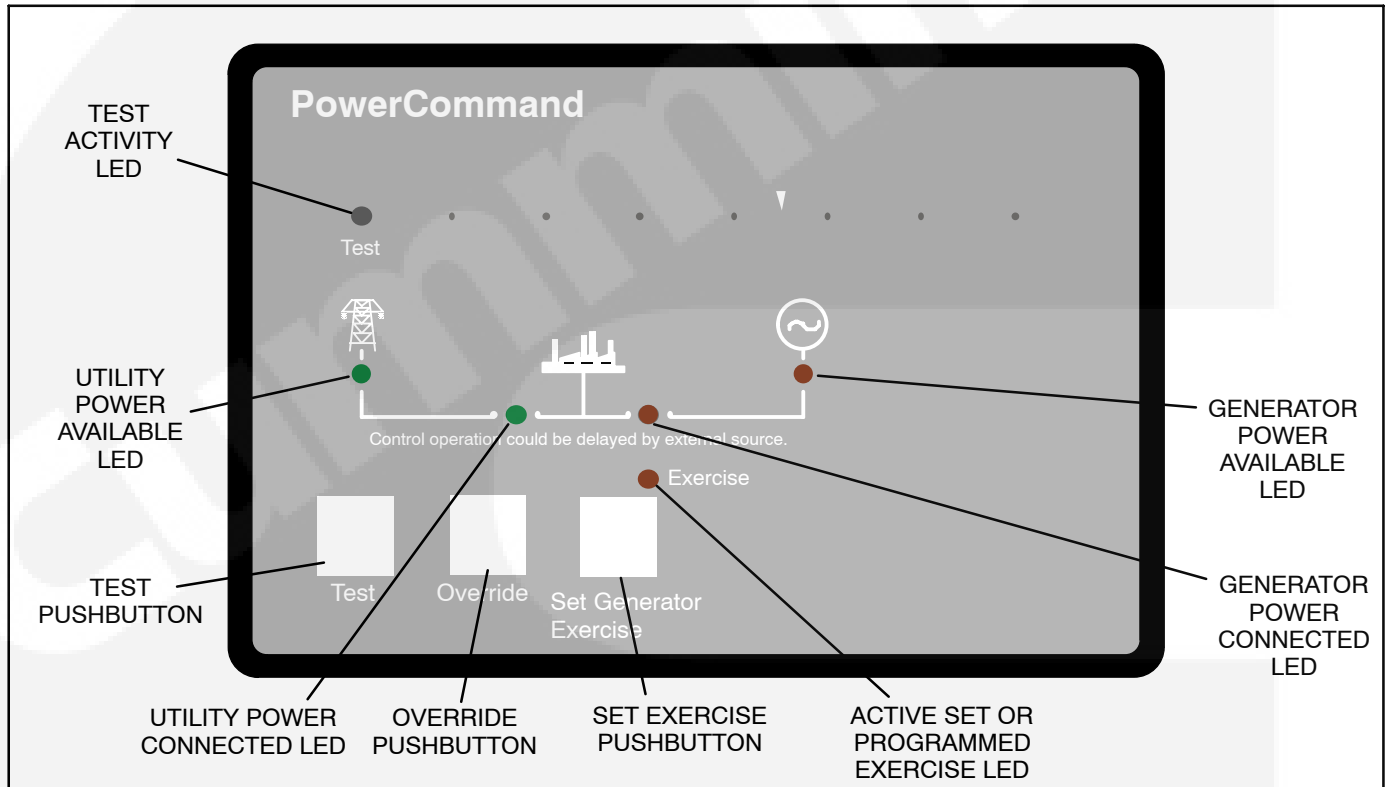 PowerCommand
TEST
ACTIVITY
LED
Test
UTILITY
POWER
AVAILABLE
LED
GENERATOR
POWER
AVAILABLE
LED
Control operation could be delayed by external source.
Exercise
TEST
PUSHBUTTON
Test
Override
Set Generator
Exercise
GENERATOR
POWER
CONNECTED
LED
UTILITY POWER
CONNECTED LED
OVERRIDE
PUSHBUTTON
SET EXERCISE
PUSHBUTTON
ACTIVE SET OR
PROGRAMMED
EXERCISE LED